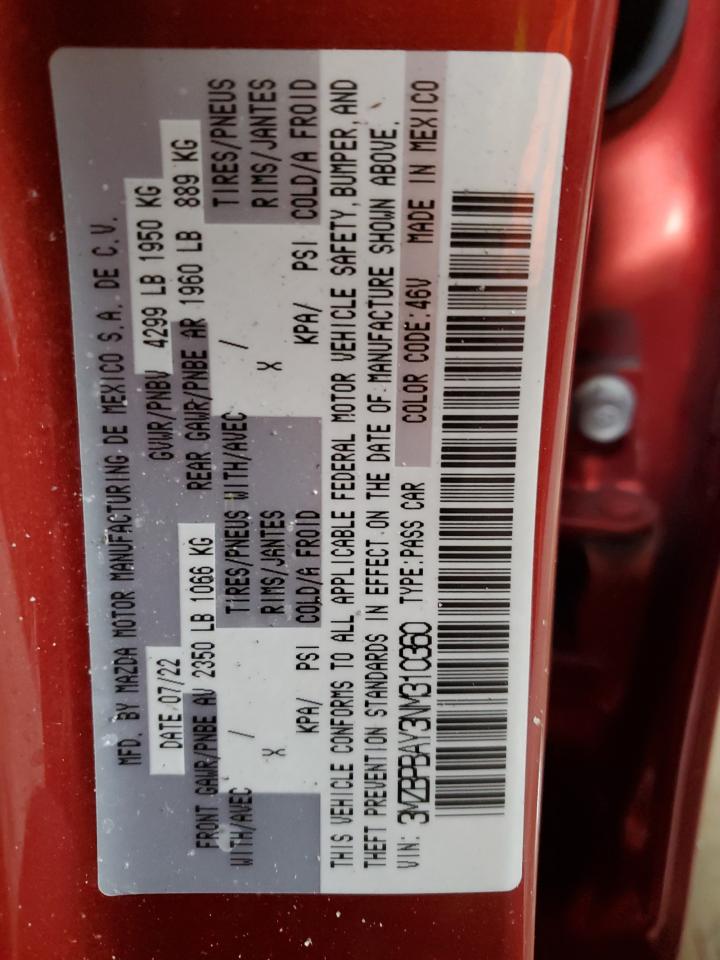 MFD. BY MAZDA MOTOR MANUFACTURING DE MEXICO S.A. DE C.V.
DATE 07/22 GVWR/PNBV 4299 LB 1950 KG
FRONT GAWR/PNBE AV 2350 LB 1066 KG REAR GAWR/PNBE AR 1960 LB 889 KG
WITH/AVEC / TIRES/PNEUS WITH/AVEC / TIRES/PNEUS
X RIMS/JANTES X RIMS/JANTES
KPA/ PSI COLD/A FROID KPA/ PSI COLD/A FROID
THIS VEHICLE CONFORMS TO ALL APPLICABLE FEDERAL MOTOR VEHICLE SAFETY, BUMPER, AND
THEFT PREVENTION STANDARDS IN EFFECT ON THE DATE OF MANUFACTURE SHOWN ABOVE.
VIN: 3MZBPBAY3NM310360 TYPE:PASS CAR COLOR CODE:46V MADE IN MEXICO